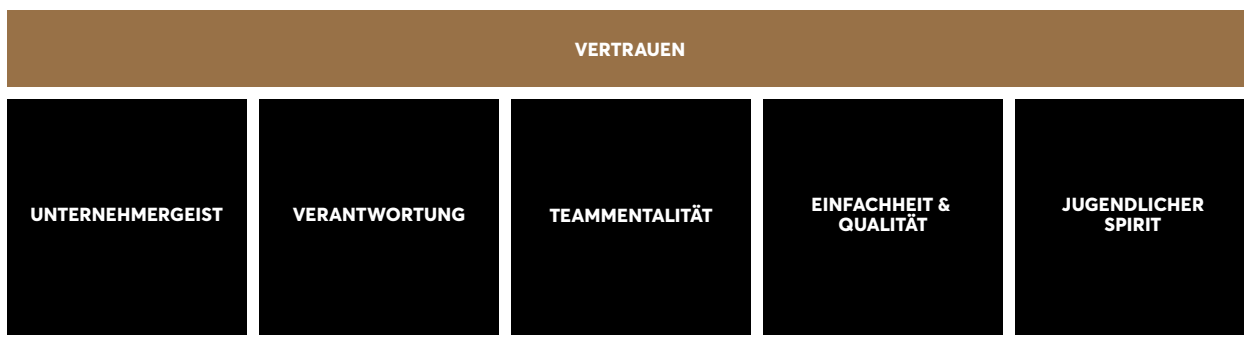 VERTRAUEN
UNTERNEHMERGEIST
VERANTWORTUNG
TEAMMENTALITÄT
EINFACHHEIT &
QUALITÄT
JUGENDLICHER
SPIRIT